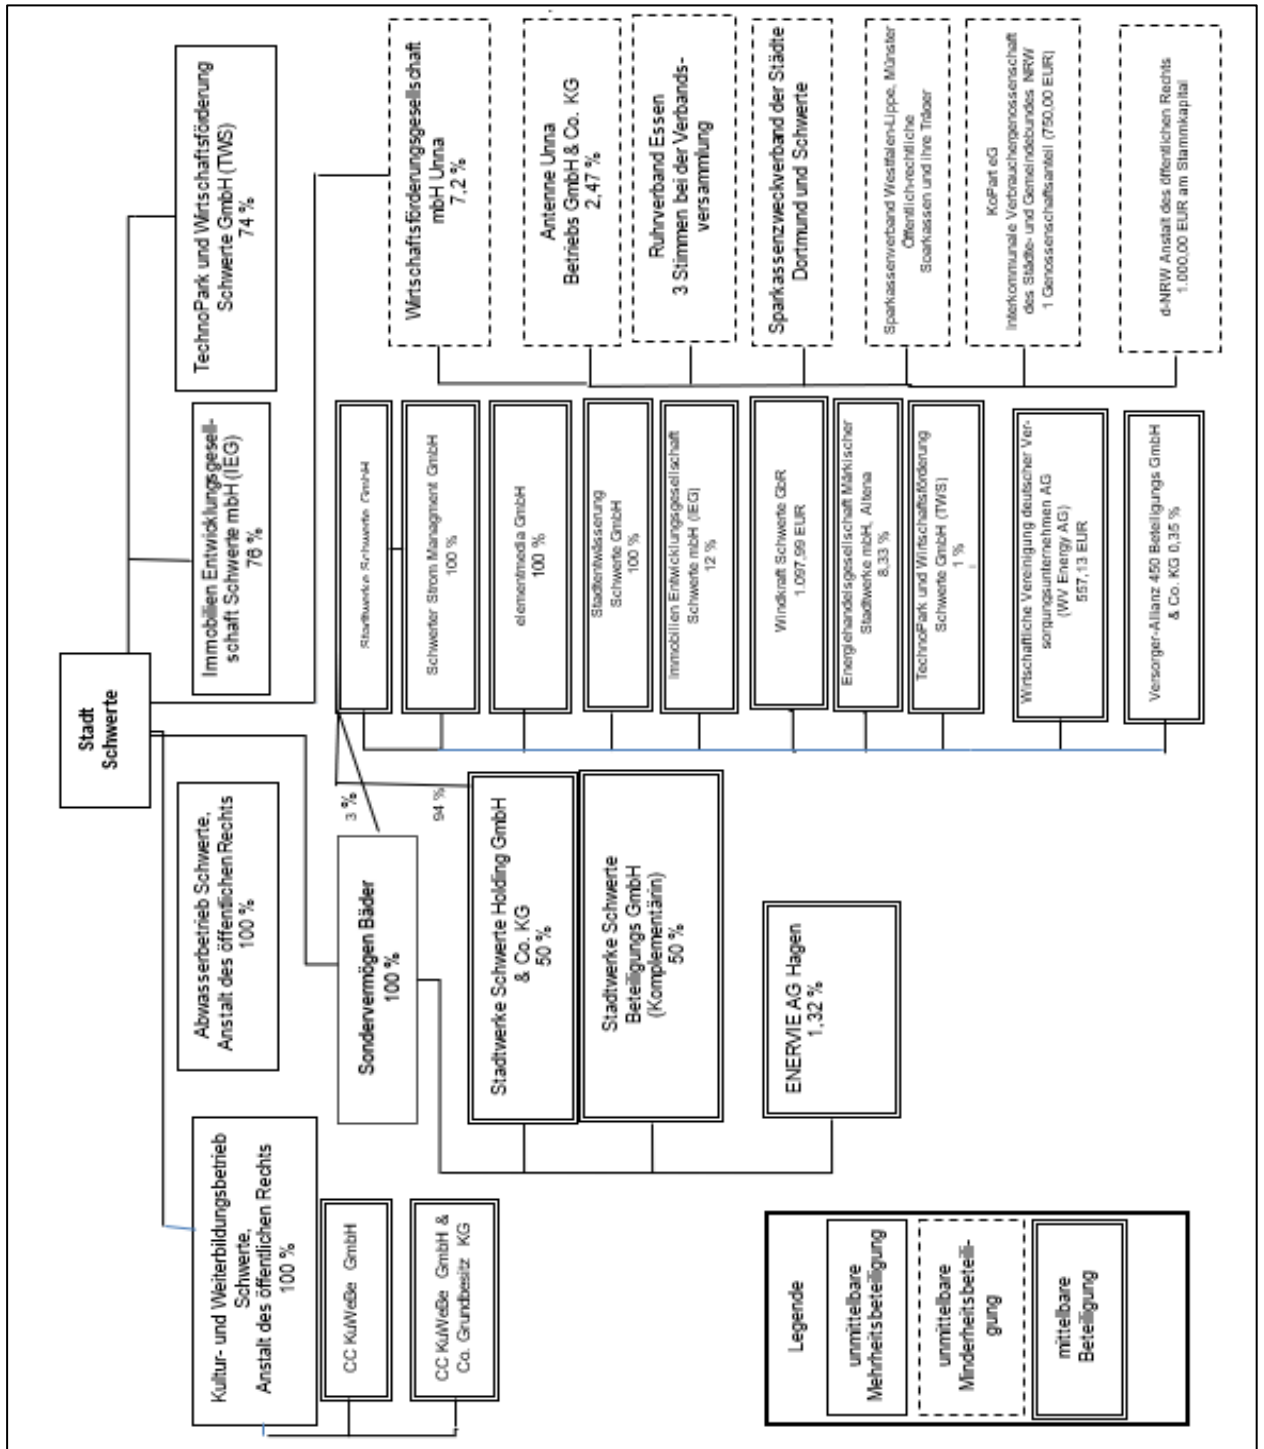 Stadt
Schwerte
Kultur- und Weiterbildungsbetrieb
Schwerte,
Anstalt des öffentlichen Rechts
100 %
Abwasserbetrieb Schwerte,
Anstalt des öffentlichen Rechts
100 %
Immobilien Entwicklungsgesell-
schaft Schwerte mbH (IEG)
76 %
TechnoPark und Wirtschaftsförderung
Schwerte GmbH (TWS)
74 %
CC KuWeBe GmbH
CC KuWeBe GmbH &
Co. Grundbesitz KG
Sondervermögen Bäder
100 %
3 %
94 %
Stadtwerke Schwerte Holding GmbH
& Co. KG
50 %
Stadtwerke Schwerte
Beteiligungs GmbH
(Komplementärin)
50 %
ENERVIE AG Hagen
1,32 %
Stadtwerke Schwerte GmbH
Schwerter Strom Managment GmbH
100 %
elementmedia GmbH
100 %
Stadtentwässerung
Schwerte GmbH
100 %
Immobilien Entwicklungsgesellschaft
Schwerte mbH (IEG)
12 %
Windkraft Schwerte GbR
1.097,99 EUR
Energiehandelsgesellschaft Märkischer
Stadtwerke mbH, Altena
8,33 %
TechnoPark und Wirtschaftsförderung
Schwerte GmbH (TWS)
1 %
Wirtschaftliche Vereinigung deutscher Ver-
sorgungsunternehmen AG
(WV Energy AG)
557,13 EUR
Versorger-Allianz 450 Beteiligungs GmbH
& Co. KG 0,35 %
Wirtschaftsförderungsgesellschaft
mbH Unna
7,2 %
Antenne Unna
Betriebs GmbH & Co. KG
2,47 %
Ruhrverband Essen
3 Stimmen bei der Verbands-
versammlung
Sparkassenzweckverband der Städte
Dortmund und Schwerte
Sparkassenverband Westfalen-Lippe, Münster
Öffentlich-rechtliche
Sparkassen und ihre Träger
KoPart eG
Interkommunale Verbrauchergenossenschaft
des Städte- und Gemeindebundes NRW
1 Genossenschaftsanteil (750,00 EUR)
d-NRW Anstalt des öffentlichen Rechts
1.000,00 EUR am Stammkapital
Legende
unmittelbare
Mehrheitsbeteiligung
unmittelbare
Minderheitsbeteili-
gung
mittelbare
Beteiligung